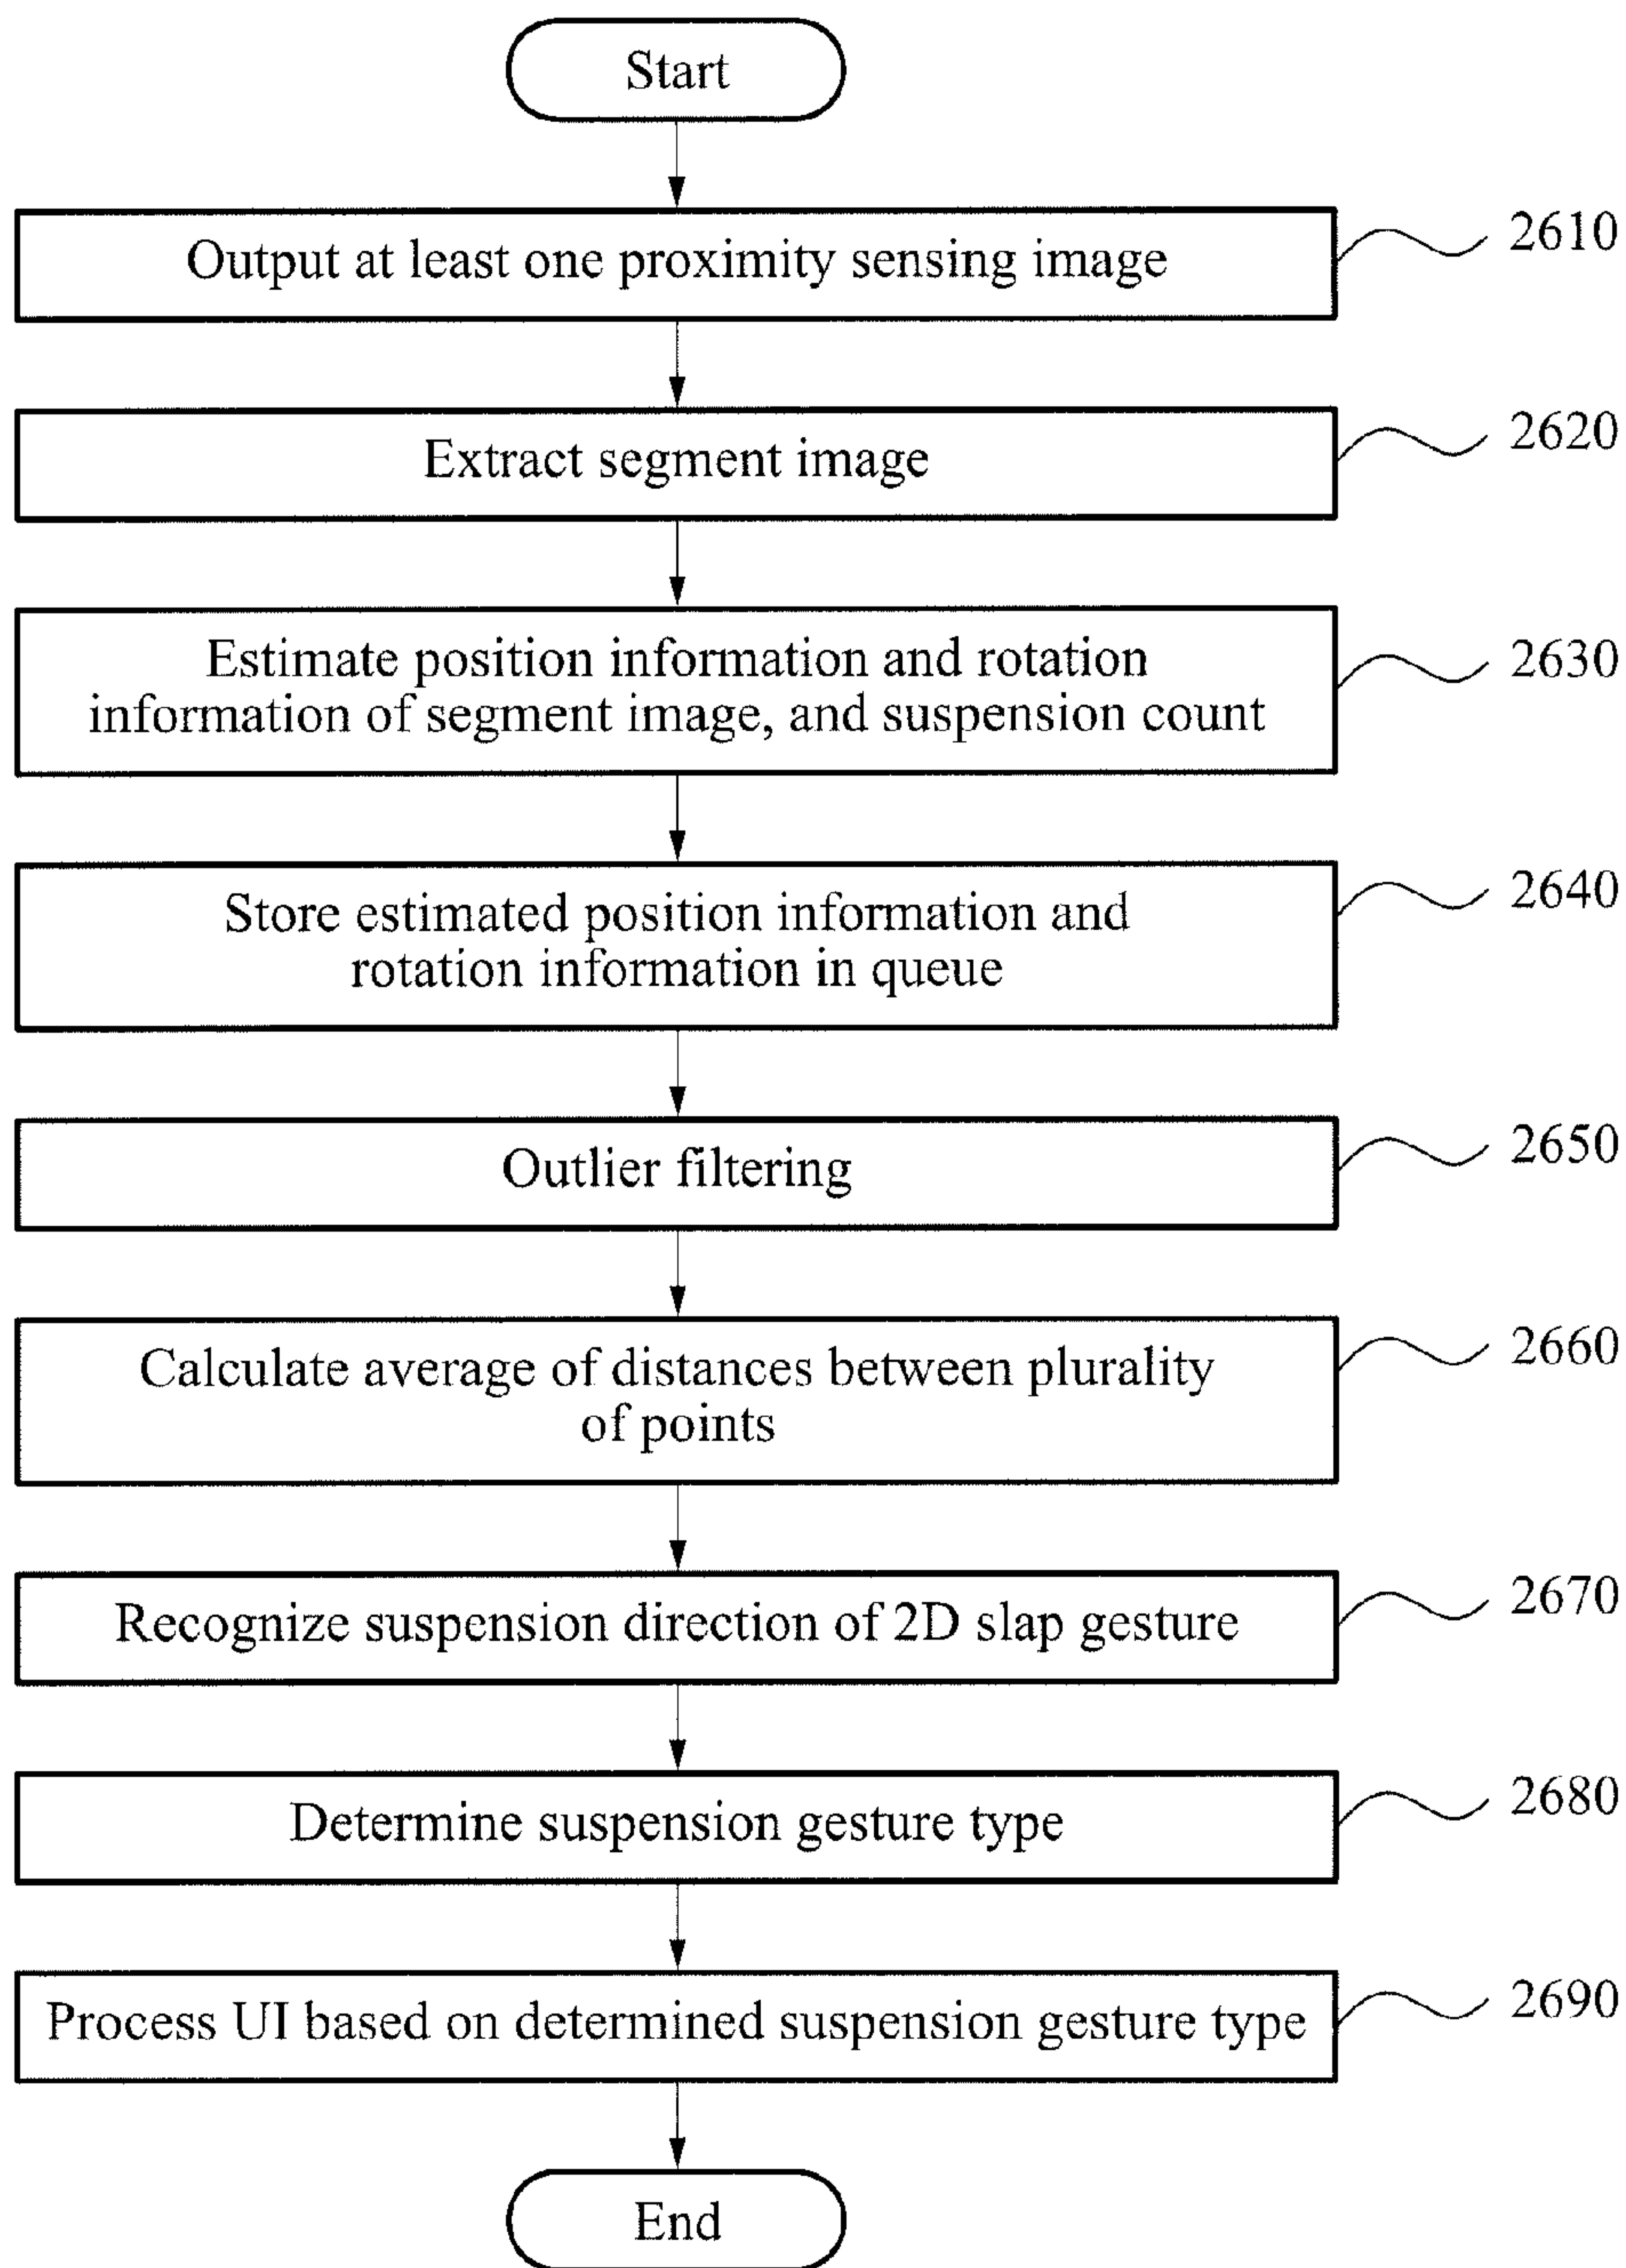 Start
Output at least one proximity sensing image
2610
Extract segment image
2620
Estimate position information and rotation
information of segment image, and suspension count
2630
Store estimated position information and
rotation information in queue
2640
Outlier filtering
2650
Calculate average of distances between plurality
of points
2660
Recognize suspension direction of 2D slap gesture
2670
Determine suspension gesture type
2680
Process UI based on determined suspension gesture type
2690
End